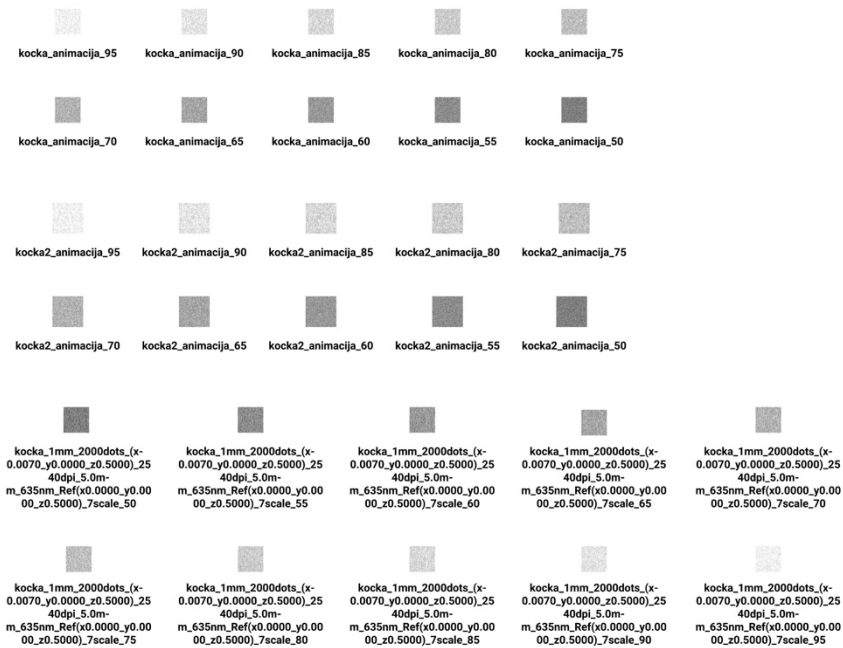 kocka_animacija_95 kocka_animacija_90 kocka_animacija_85 kocka_animacija_80 kocka_animacija_75
kocka_animacija_70 kocka_animacija_65 kocka_animacija_60 kocka_animacija_55 kocka_animacija_50
kocka2_animacija_95 kocka2_animacija_90 kocka2_animacija_85 kocka2_animacija_80 kocka2_animacija_75
kocka2_animacija_70 kocka2_animacija_65 kocka2_animacija_60 kocka2_animacija_55 kocka2_animacija_50
kocka_1mm_2000dots_(x-
0.0070_y0.0000_z0.5000)_25
40dpi_5.0m-
m_635nm_Ref(x0.0000_y0.00
00_z0.5000)_7scale_50
kocka_1mm_2000dots_(x-
0.0070_y0.0000_z0.5000)_25
40dpi_5.0m-
m_635nm_Ref(x0.0000_y0.00
00_z0.5000)_7scale_55
kocka_1mm_2000dots_(x-
0.0070_y0.0000_z0.5000)_25
40dpi_5.0m-
m_635nm_Ref(x0.0000_y0.00
00_z0.5000)_7scale_60
kocka_1mm_2000dots_(x-
0.0070_y0.0000_z0.5000)_25
40dpi_5.0m-
m_635nm_Ref(x0.0000_y0.00
00_z0.5000)_7scale_65
kocka_1mm_2000dots_(x-
0.0070_y0.0000_z0.5000)_25
40dpi_5.0m-
m_635nm_Ref(x0.0000_y0.00
00_z0.5000)_7scale_70
kocka_1mm_2000dots_(x-
0.0070_y0.0000_z0.5000)_25
40dpi_5.0m-
m_635nm_Ref(x0.0000_y0.00
00_z0.5000)_7scale_75
kocka_1mm_2000dots_(x-
0.0070_y0.0000_z0.5000)_25
40dpi_5.0m-
m_635nm_Ref(x0.0000_y0.00
00_z0.5000)_7scale_80
kocka_1mm_2000dots_(x-
0.0070_y0.0000_z0.5000)_25
40dpi_5.0m-
m_635nm_Ref(x0.0000_y0.00
00_z0.5000)_7scale_85
kocka_1mm_2000dots_(x-
0.0070_y0.0000_z0.5000)_25
40dpi_5.0m-
m_635nm_Ref(x0.0000_y0.00
00_z0.5000)_7scale_90
kocka_1mm_2000dots_(x-
0.0070_y0.0000_z0.5000)_25
40dpi_5.0m-
m_635nm_Ref(x0.0000_y0.00
00_z0.5000)_7scale_95